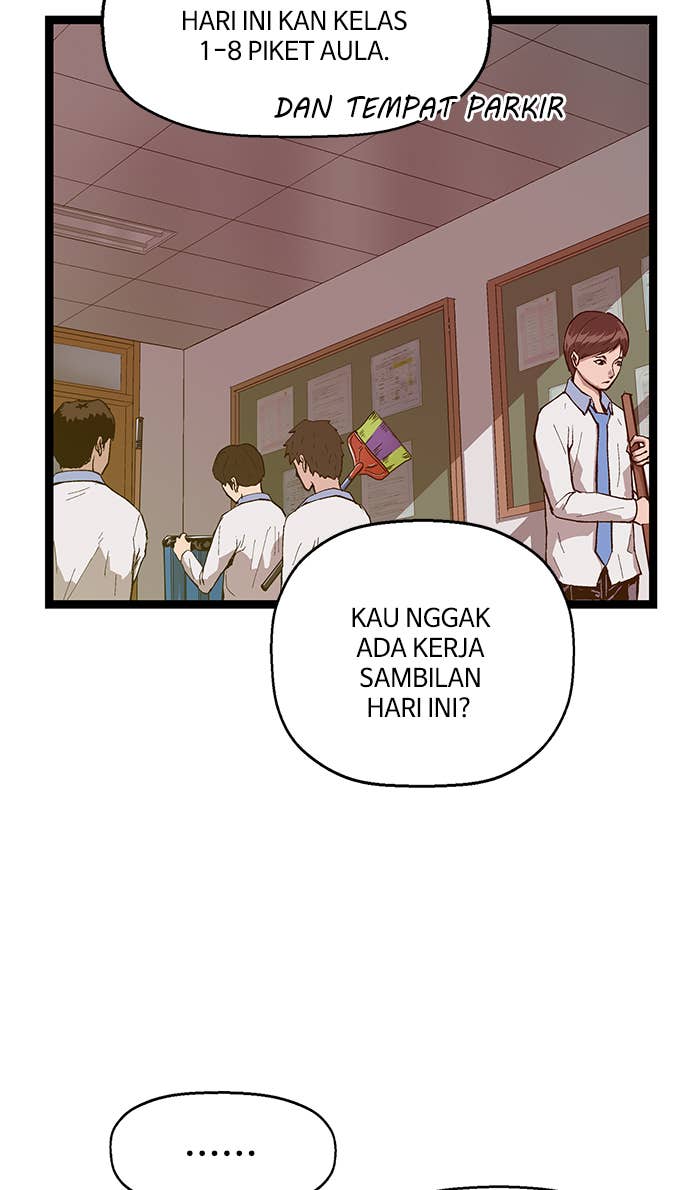 HARI INI KAN KELAS
1-8 PIKET AULA.
DAN TEMPAT PARKIR
KAU NGGAK
ADA KERJA
SAMBILAN
HARI INI?
......